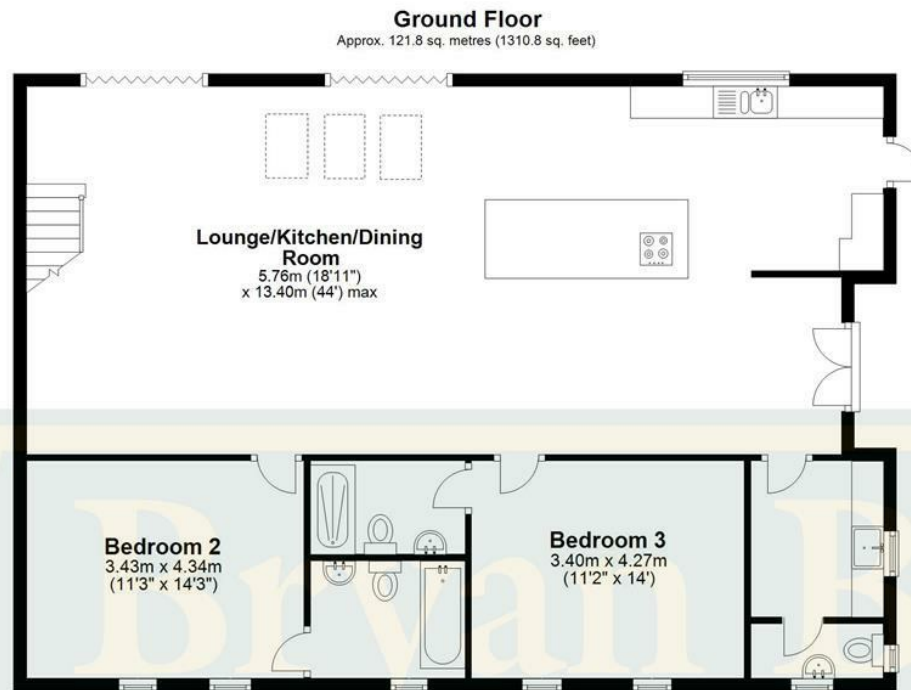 Ground Floor
Approx. 121.8 sq. metres (1310.8 sq. feet)
Lounge/Kitchen/Dining
Room
5.76m (18'11")
x 13.40m (44') max
Bedroom 2
3.43m x 4.34m
(11'3" x 14'3")
Bedroom 3
3.40m x 4.27m
(11'2" x 14')
Bryan B